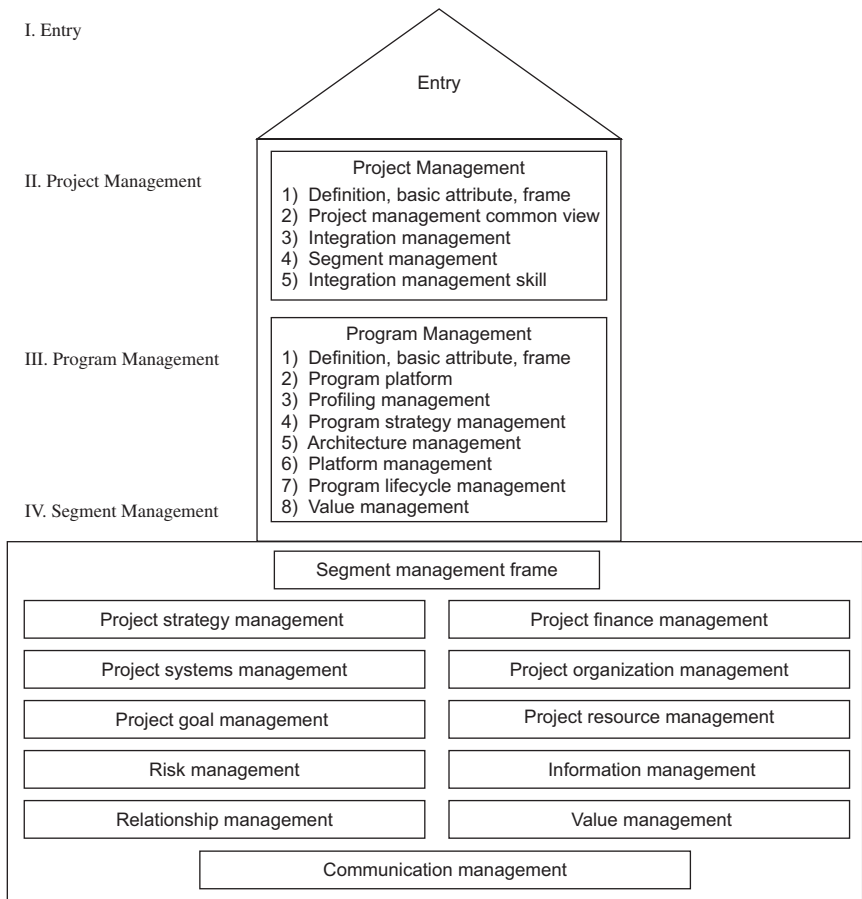 I. Entry
Entry
II. Project Management
Project Management
1) Definition, basic attribute, frame
2) Project management common view
3) Integration management
4) Segment management
5) Integration management skill
III. Program Management
Program Management
1) Definition, basic attribute, frame
2) Program platform
3) Profiling management
4) Program strategy management
5) Architecture management
6) Platform management
7) Program lifecycle management
8) Value management
IV. Segment Management
Segment management frame
Project strategy management
Project finance management
Project systems management
Project organization management
Project goal management
Project resource management
Risk management
Information management
Relationship management
Value management
Communication management